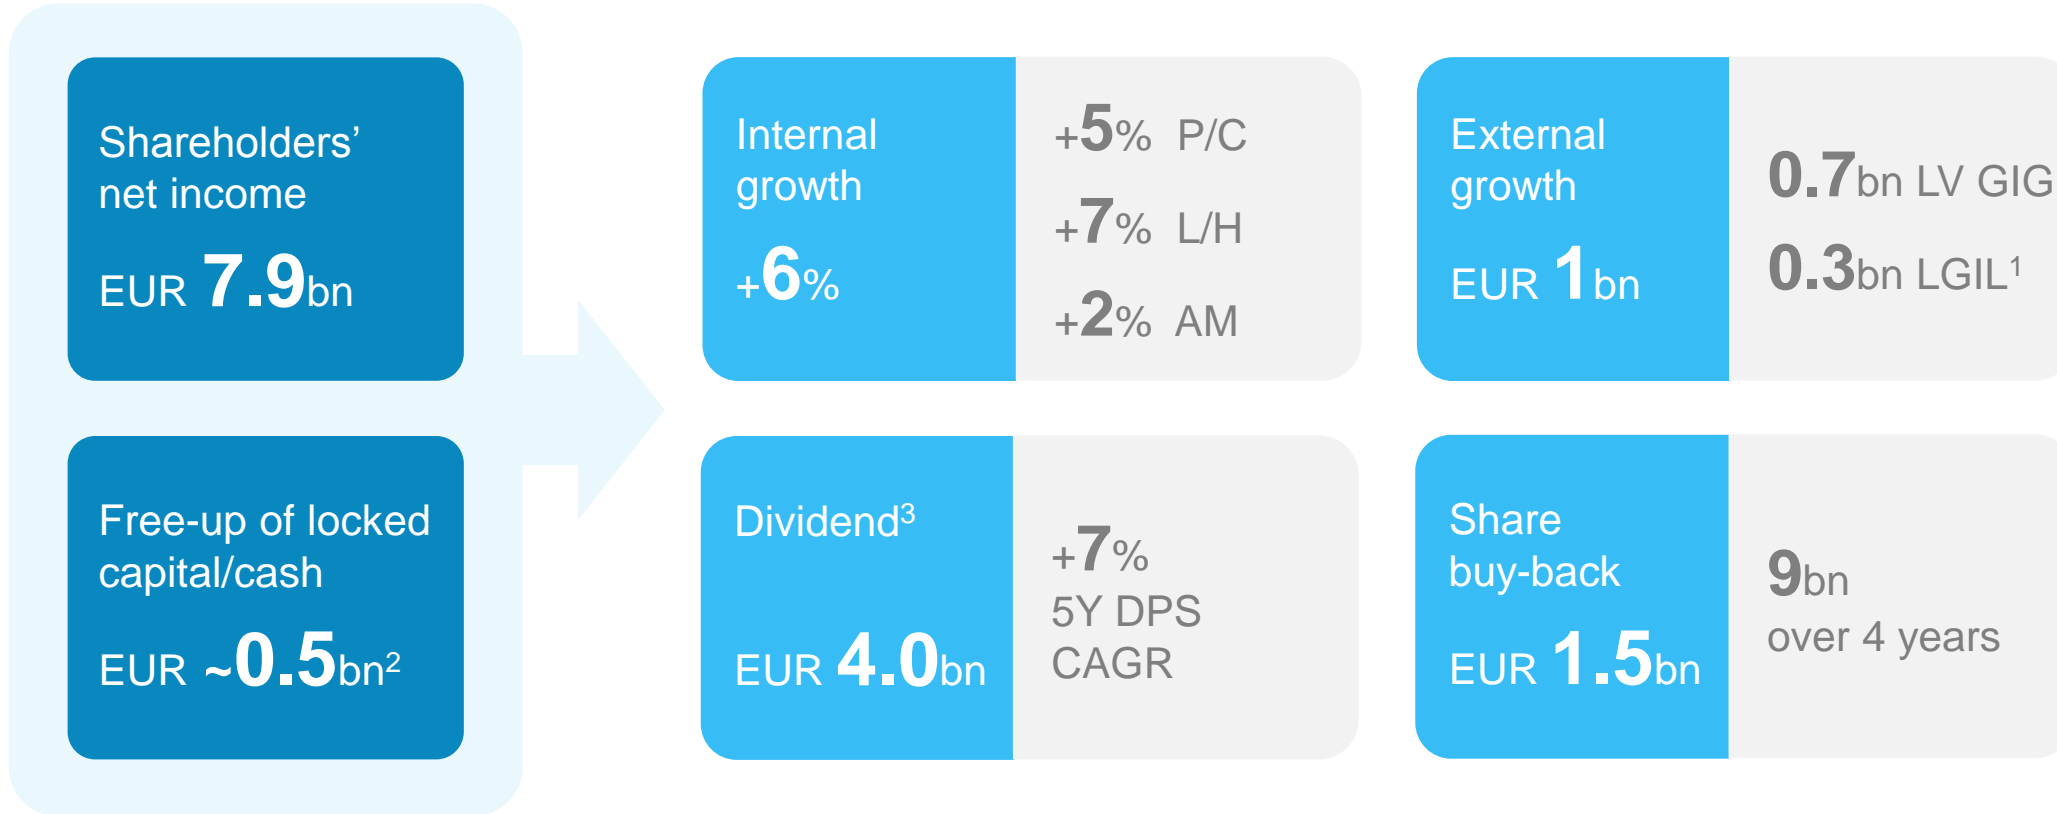 Shareholders’
net income
EUR 7.9bn
Free-up of locked
capital/cash
EUR ~0.5bn²
Internal
growth
+6%
+5% P/C
+7% L/H
+2% AM
External
growth
EUR 1bn
0.7bn LV GIG
0.3bn LGIL¹
Dividend³
EUR 4.0bn
+7%
5Y DPS
CAGR
Share
buy-back
EUR 1.5bn
9bn
over 4 years